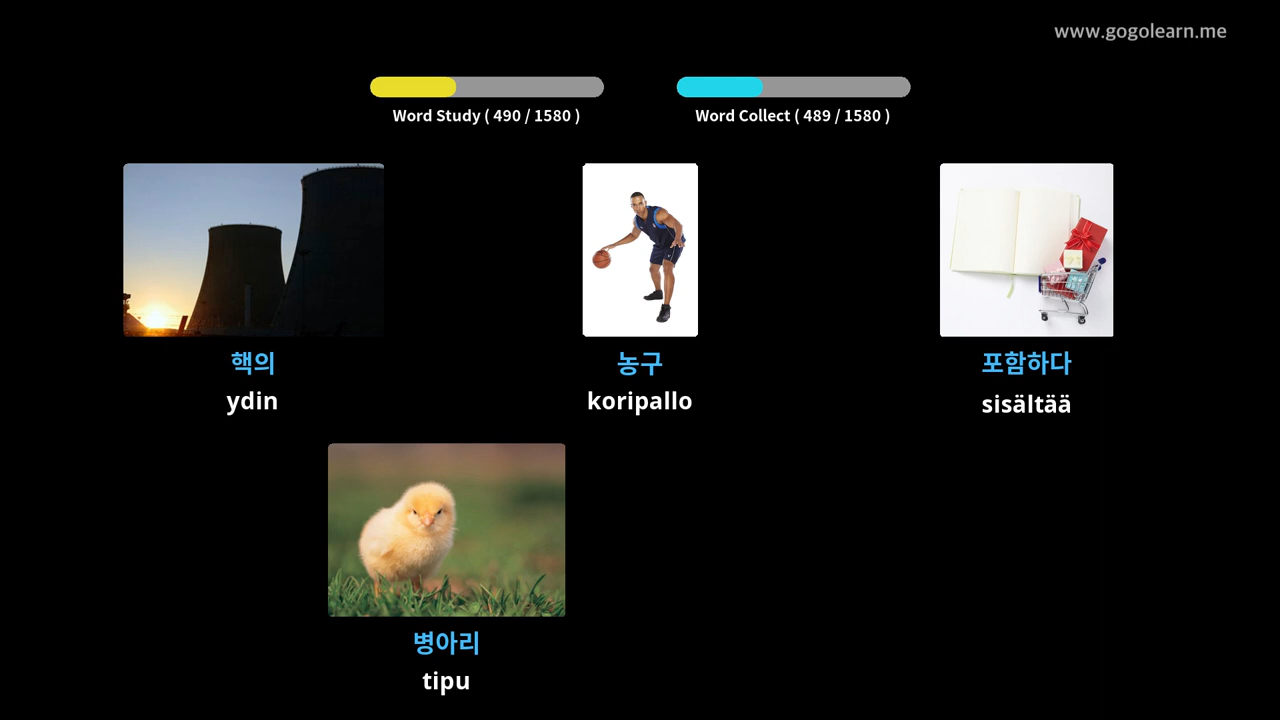 www.gogolearn.me
Word Study ( 490 / 1580 )
Word Collect ( 489 / 1580 )
핵의
ydin
농구
koripallo
포함하다
sisältää
병아리
tipu